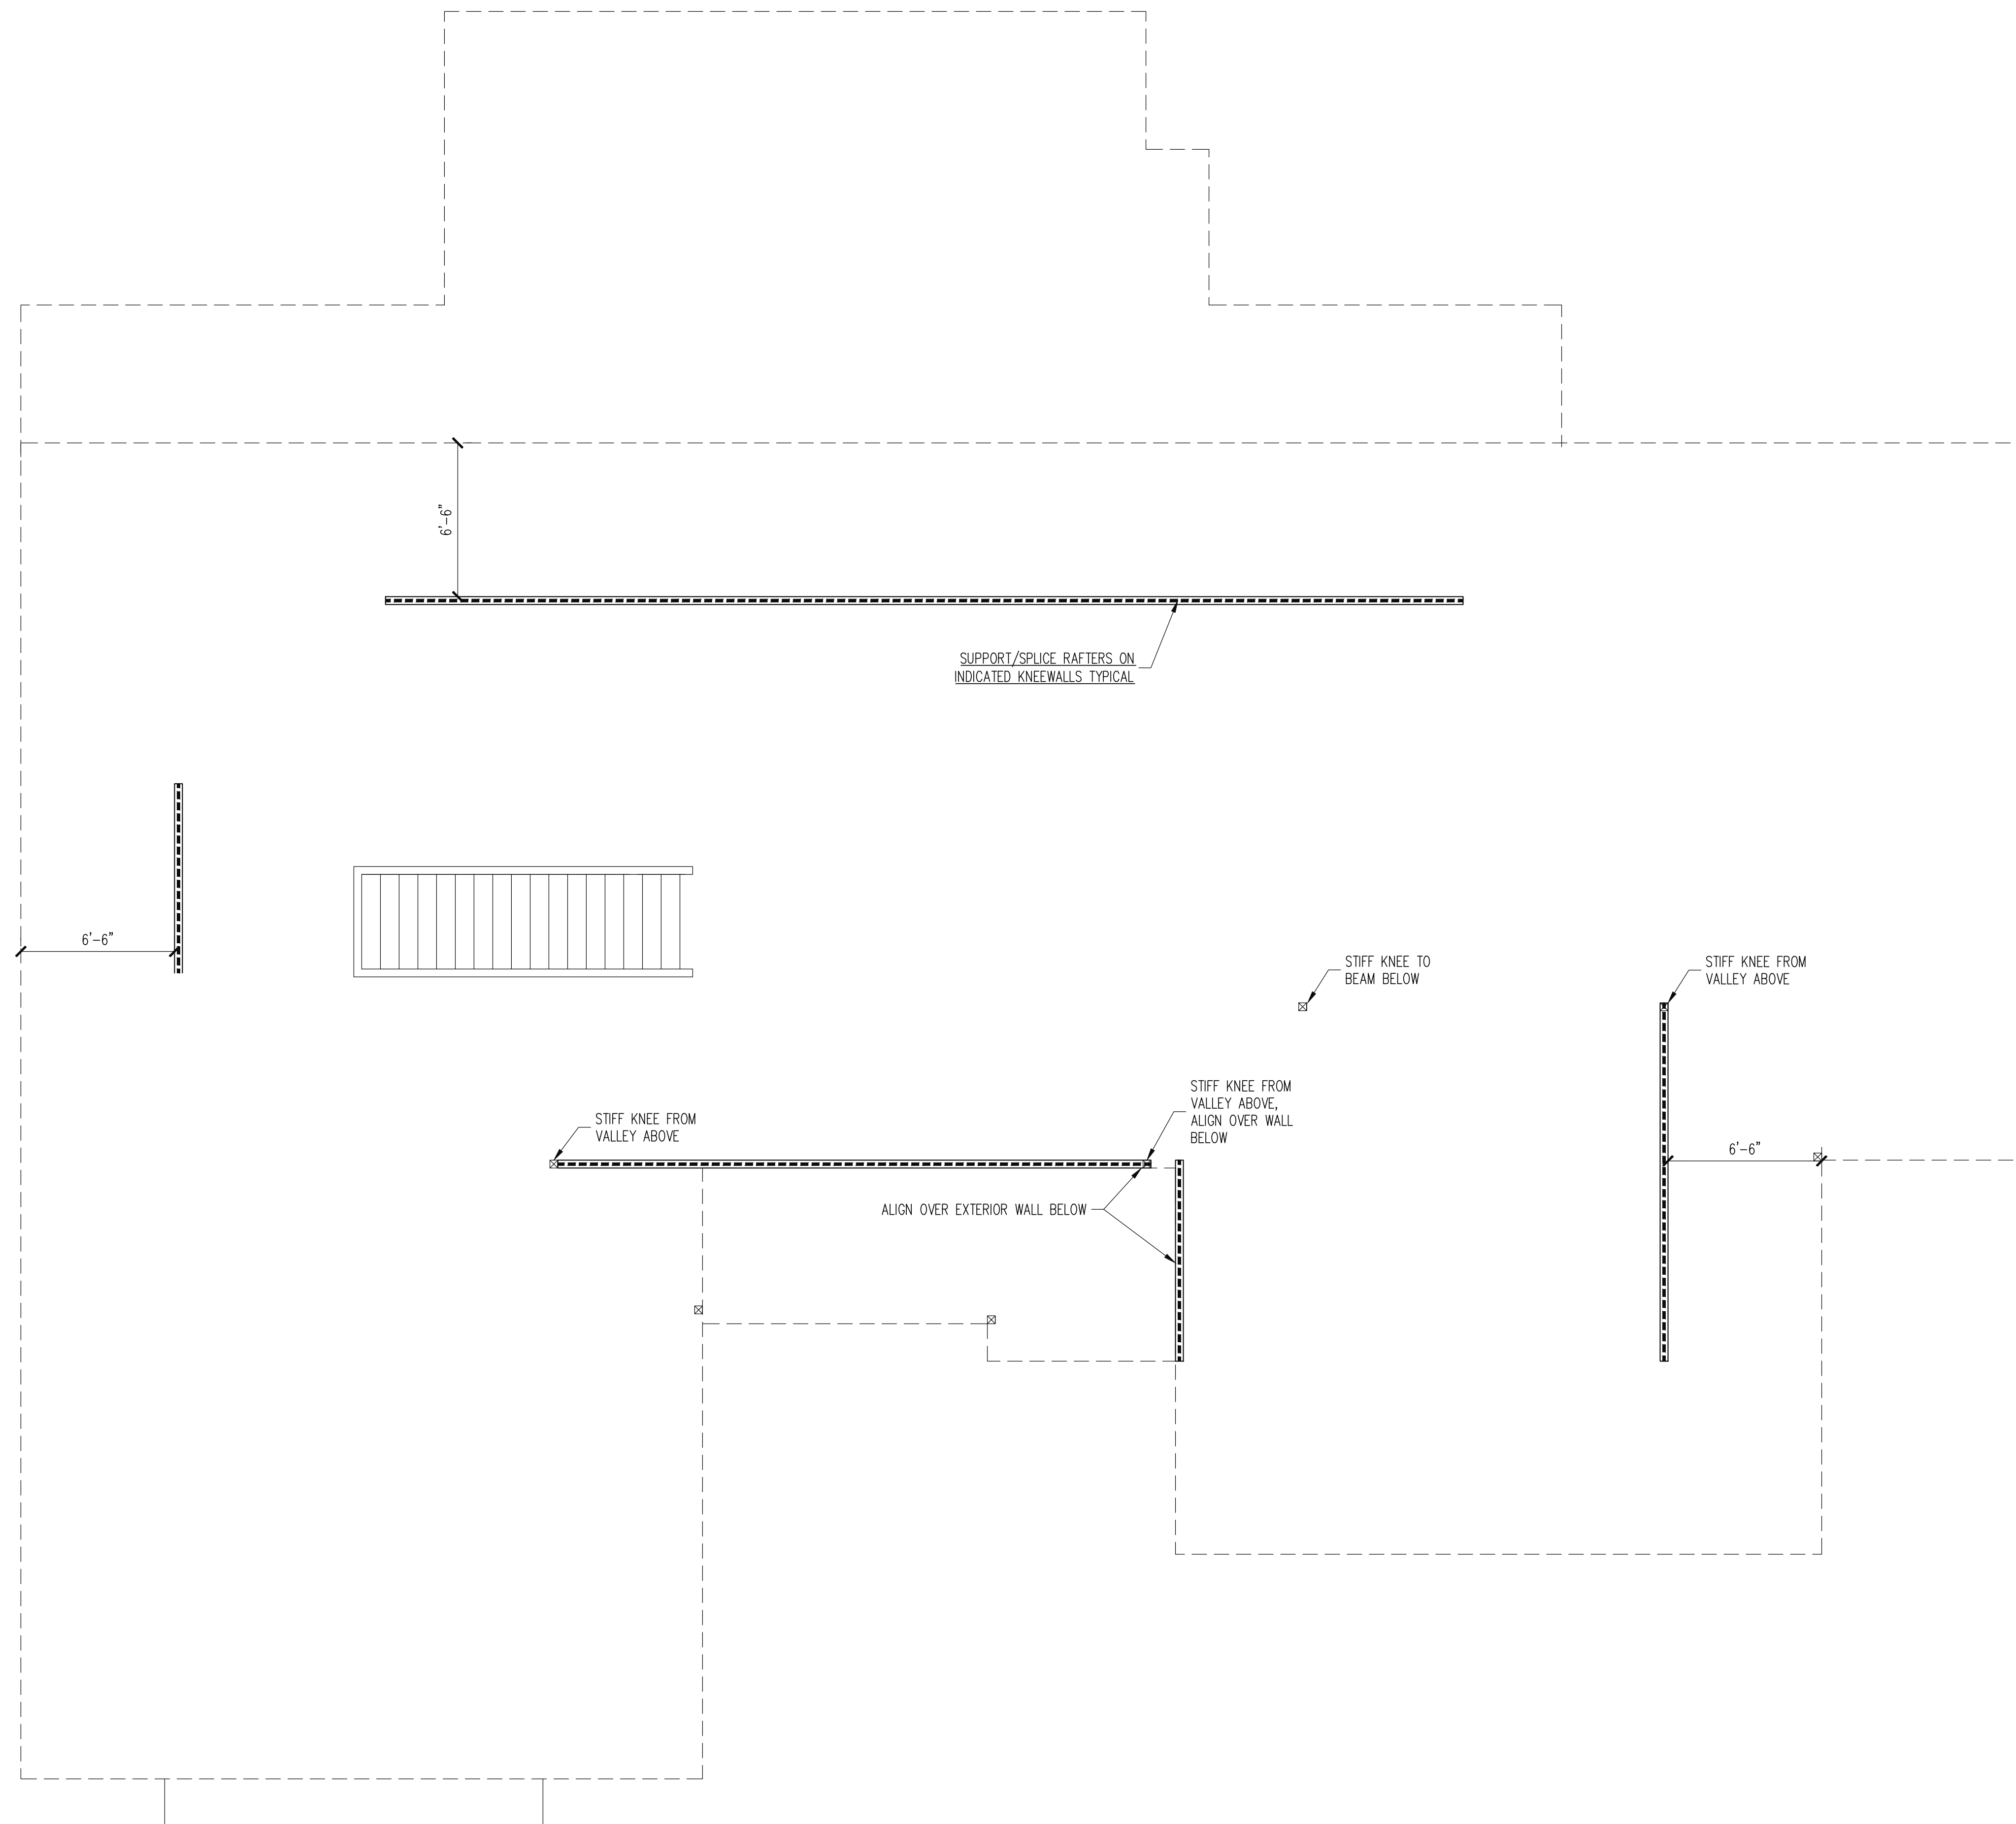 6'-6"
SUPPORT/SPLICE RAFTERS ON
INDICATED KNEEWALLS TYPICAL
6'-6"
STIFF KNEE TO
BEAM BELOW
STIFF KNEE FROM
VALLEY ABOVE
STIFF KNEE FROM
VALLEY ABOVE
STIFF KNEE FROM
VALLEY ABOVE,
ALIGN OVER WALL
BELOW
6'-6"
ALIGN OVER EXTERIOR WALL BELOW